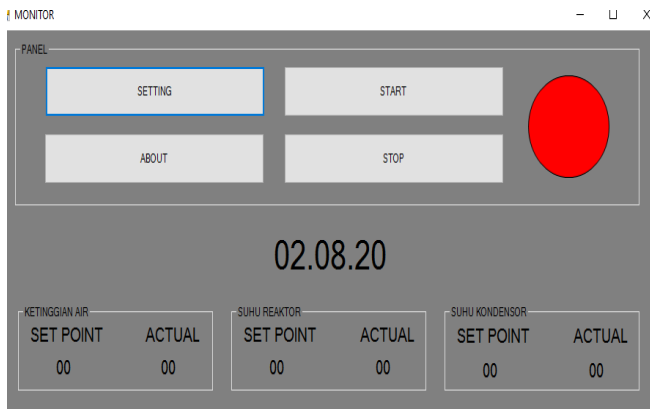 MONITOR
PANEL
SETTING START
ABOUT STOP
02.08.20
KETINGGIAN AIR SUHU REAKTOR SUHU KONDENSOR
SET POINT ACTUAL SET POINT ACTUAL SET POINT ACTUAL
00 00 00 00 00 00